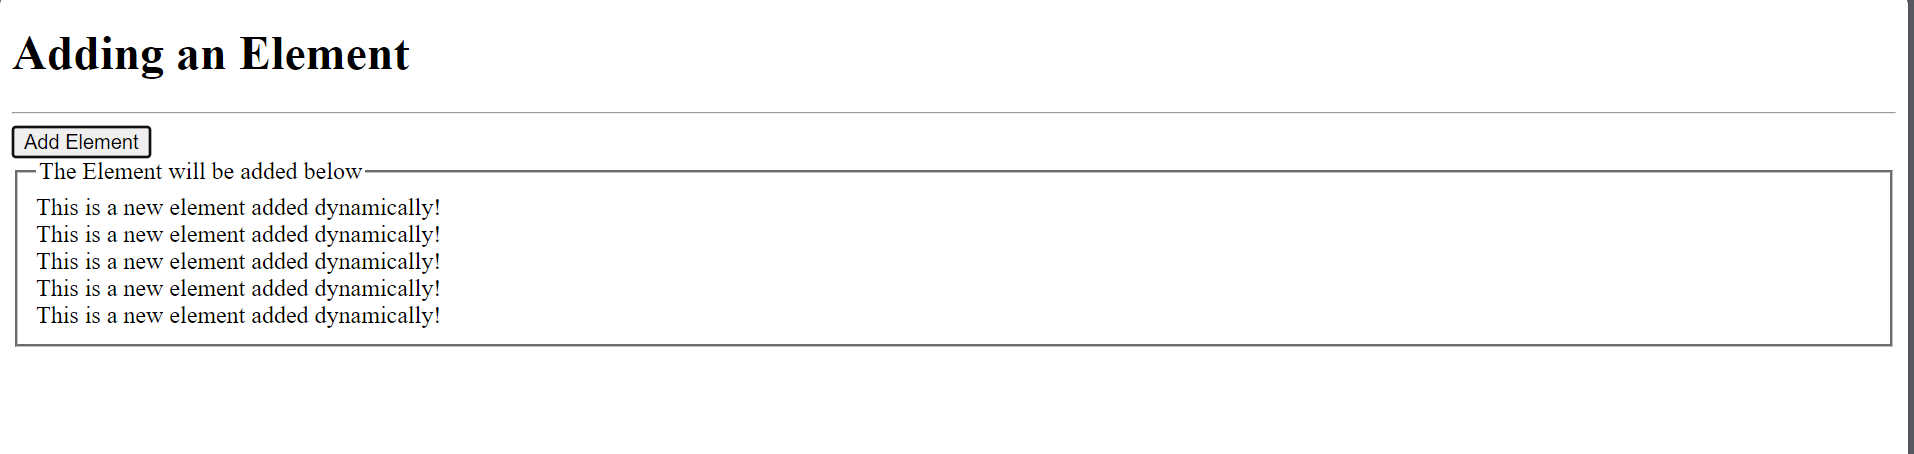 Adding an Element
Add Element
The Element will be added below
This is a new element added dynamically!
This is a new element added dynamically!
This is a new element added dynamically!
This is a new element added dynamically!
This is a new element added dynamically!